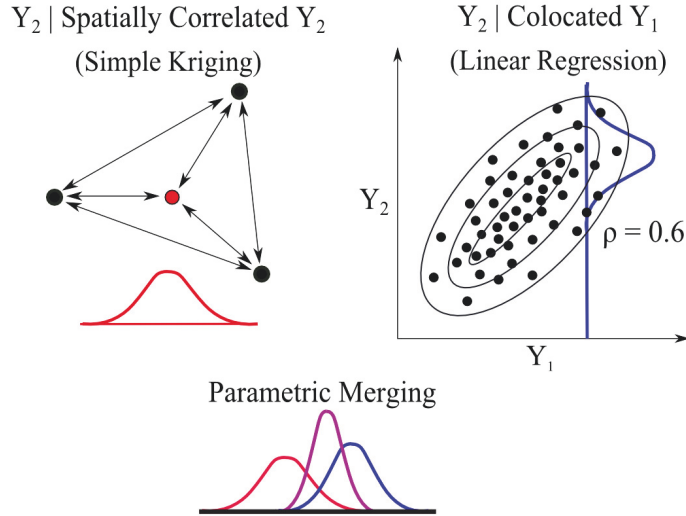 Y₂ | Spatially Correlated Y₂
(Simple Kriging)
Y₂ | Colocated Y₁
(Linear Regression)
Y₂
ρ = 0.6
Y₁
Parametric Merging